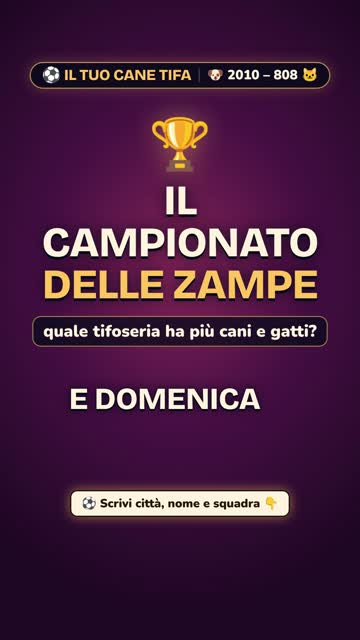 ⚽ IL TUO CANE TIFA | 🐶 2010 – 808 🐱
IL
CAMPIONATO
DELLE ZAMPE
quale tifoseria ha più cani e gatti?
E DOMENICA
⚽ Scrivi città, nome e squadra 👇